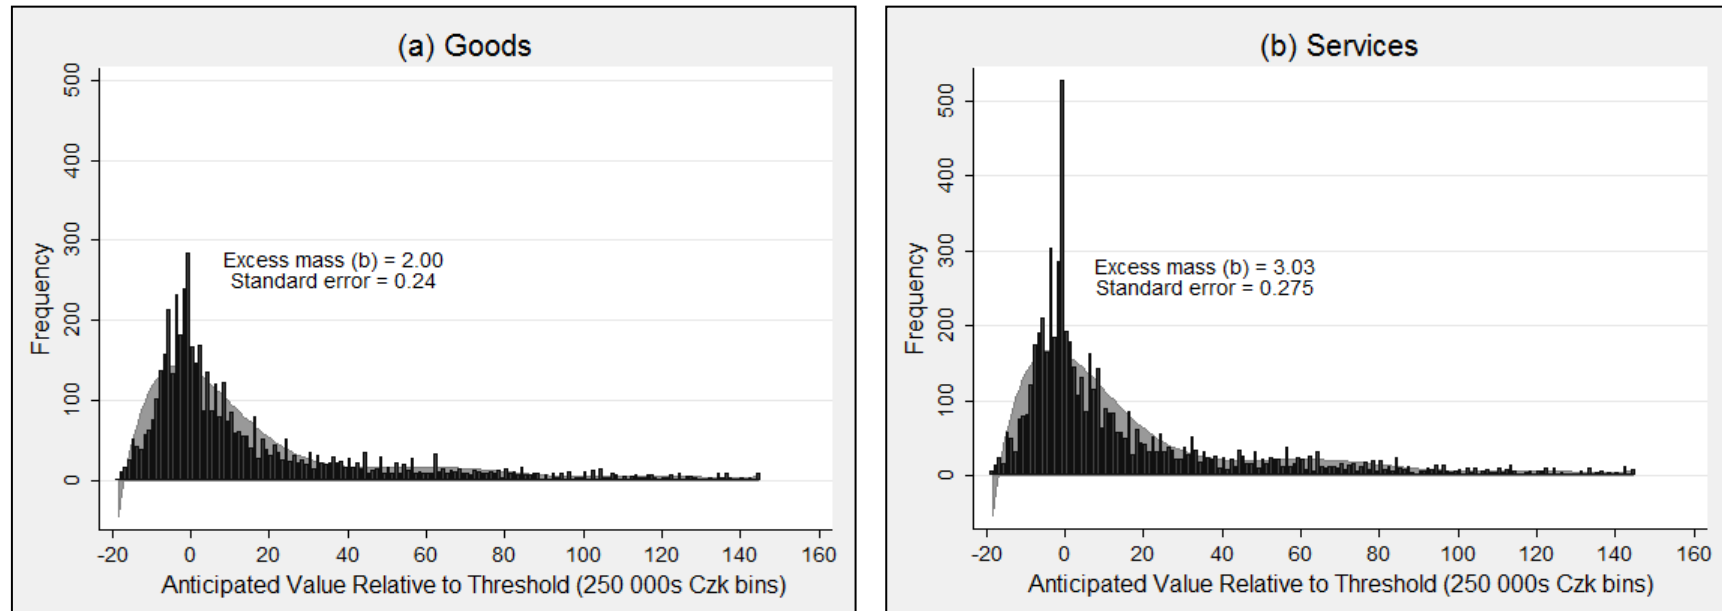 (a) Goods
500
400
300
200
100
0
Frequency
Excess mass (b) = 2.00
Standard error = 0.24
-20 0 20 40 60 80 100 120 140 160
Anticipated Value Relative to Threshold (250 000s Czk bins)
(b) Services
500
400
300
200
100
0
Frequency
Excess mass (b) = 3.03
Standard error = 0.275
-20 0 20 40 60 80 100 120 140 160
Anticipated Value Relative to Threshold (250 000s Czk bins)